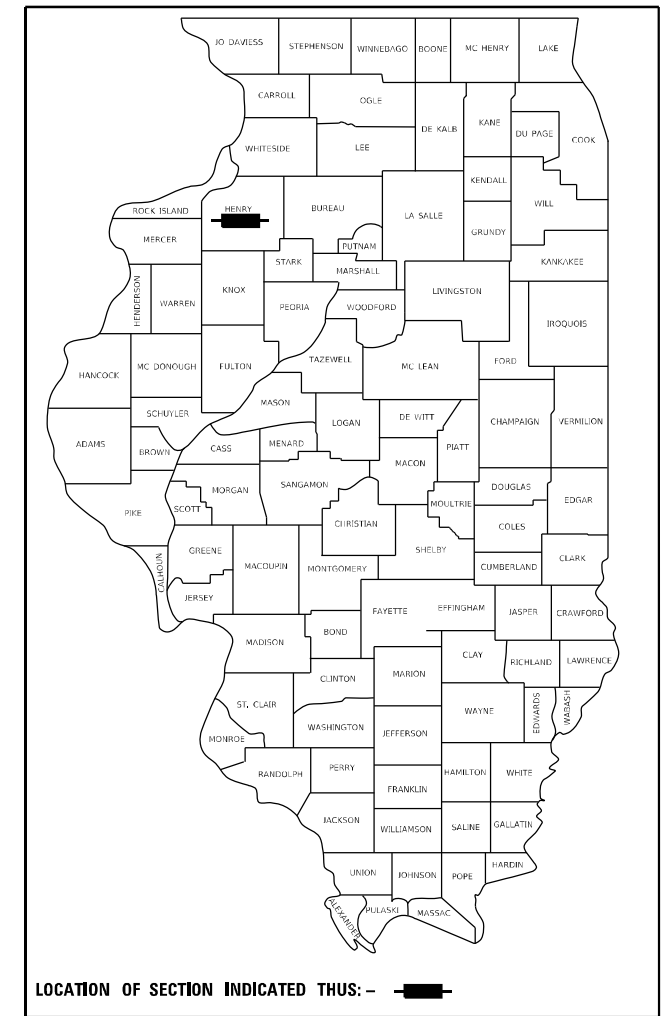 JO DAVIESS
STEPHENSON
WINNEBAGO
BOONE
MC HENRY
LAKE
CARROLL
OGLE
DE KALB
KANE
DU PAGE
COOK
WHITESIDE
LEE
KENDALL
WILL
ROCK ISLAND
HENRY
BUREAU
LA SALLE
GRUNDY
MERCER
PUTNAM
STARK
MARSHALL
KANKAKEE
HENDERSON
WARREN
KNOX
PEORIA
WOODFORD
LIVINGSTON
IROQUOIS
HANCOCK
MC DONOUGH
FULTON
TAZEWELL
MC LEAN
FORD
MASON
SCHUYLER
LOGAN
DE WITT
CHAMPAIGN
VERMILION
ADAMS
BROWN
CASS
MENARD
PIATT
MACON
MORGAN
SANGAMON
DOUGLAS
EDGAR
PIKE
SCOTT
MOULTRIE
CHRISTIAN
COLES
GREENE
SHELBY
CALHOUN
MACOUPIN
MONTGOMERY
CUMBERLAND
CLARK
JERSEY
FAYETTE
EFFINGHAM
JASPER
CRAWFORD
MADISON
BOND
CLAY
RICHLAND
LAWRENCE
MARION
CLINTON
ST. CLAIR
WAYNE
EDWARDS
WABASH
WASHINGTON
JEFFERSON
MONROE
RANDOLPH
PERRY
HAMILTON
WHITE
FRANKLIN
JACKSON
WILLIAMSON
SALINE
GALLATIN
UNION
JOHNSON
POPE
HARDIN
ALEXANDER
PULASKI
MASSAC
LOCATION OF SECTION INDICATED THUS: –